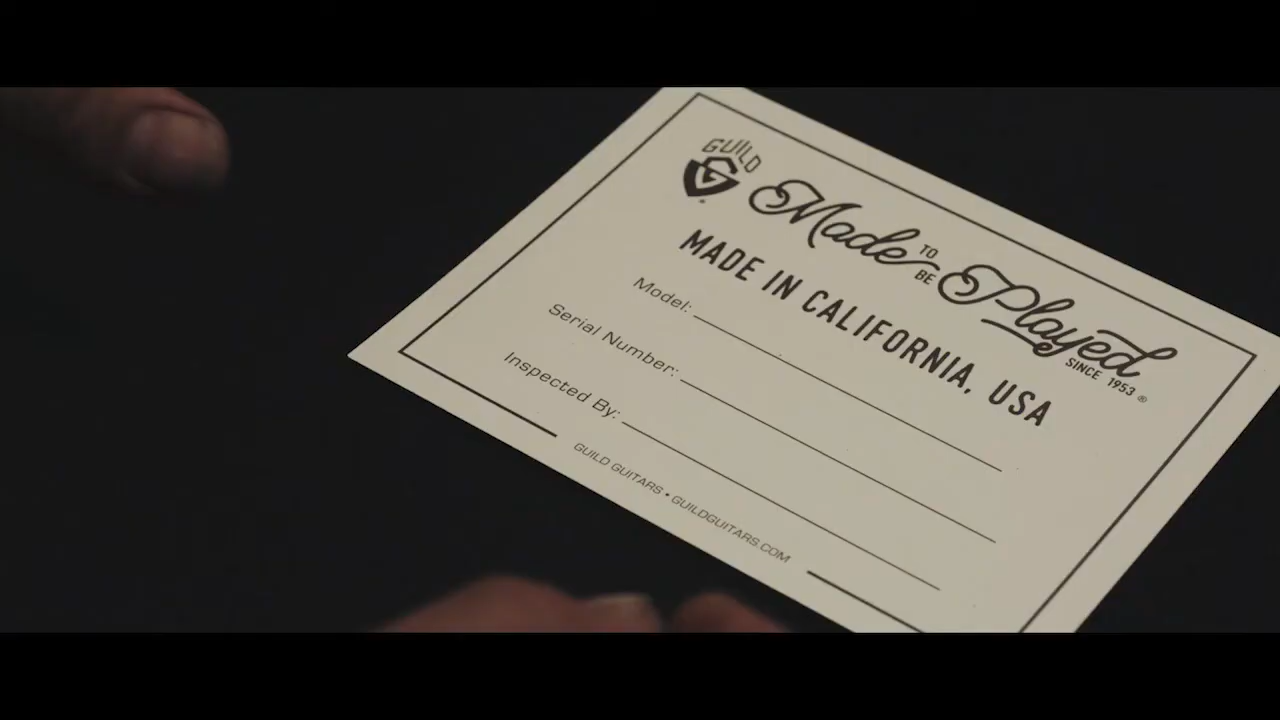 GUILD
Made TO BE Played
SINCE 1953 ®
MADE IN CALIFORNIA, USA
Model:
Serial Number:
Inspected By:
GUILD GUITARS • GUILDGUITARS.COM